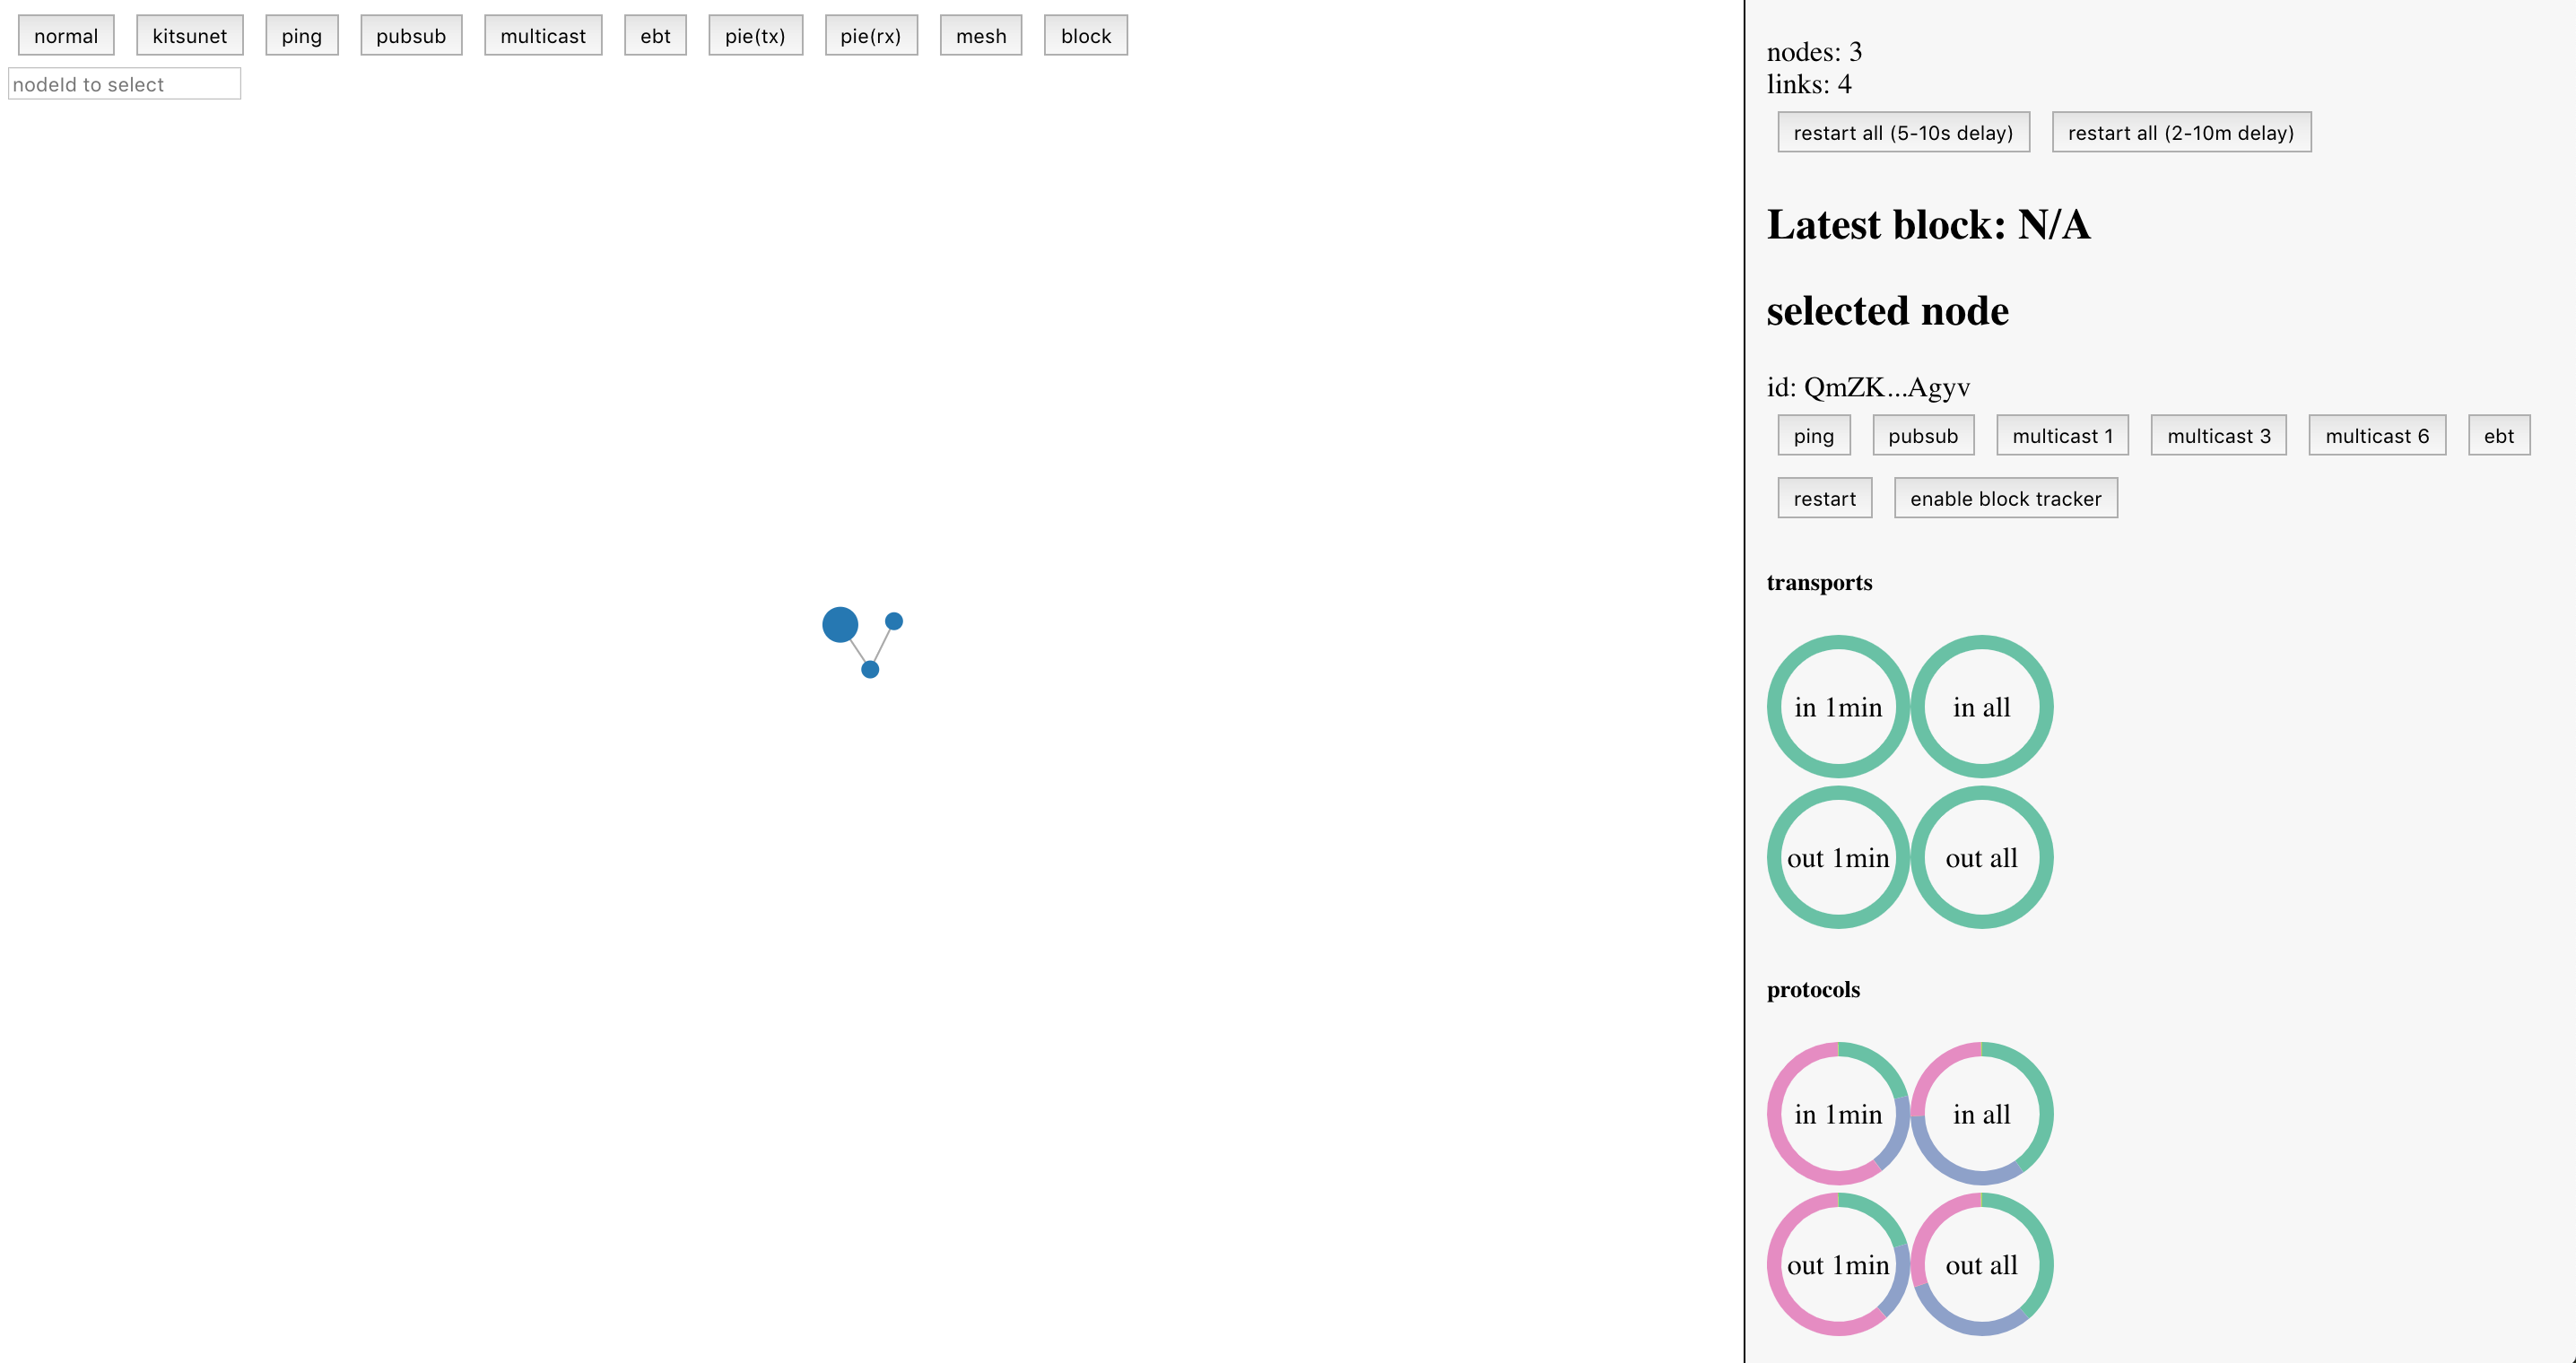 normal kitsunet ping pubsub multicast ebt pie(tx) pie(rx) mesh block
nodeId to select
nodes: 3
links: 4
restart all (5-10s delay) restart all (2-10m delay)
Latest block: N/A
selected node
id: QmZK...Agyv
ping pubsub multicast 1 multicast 3 multicast 6 ebt
restart enable block tracker
transports
in 1min in all
out 1min out all
protocols
in 1min in all
out 1min out all